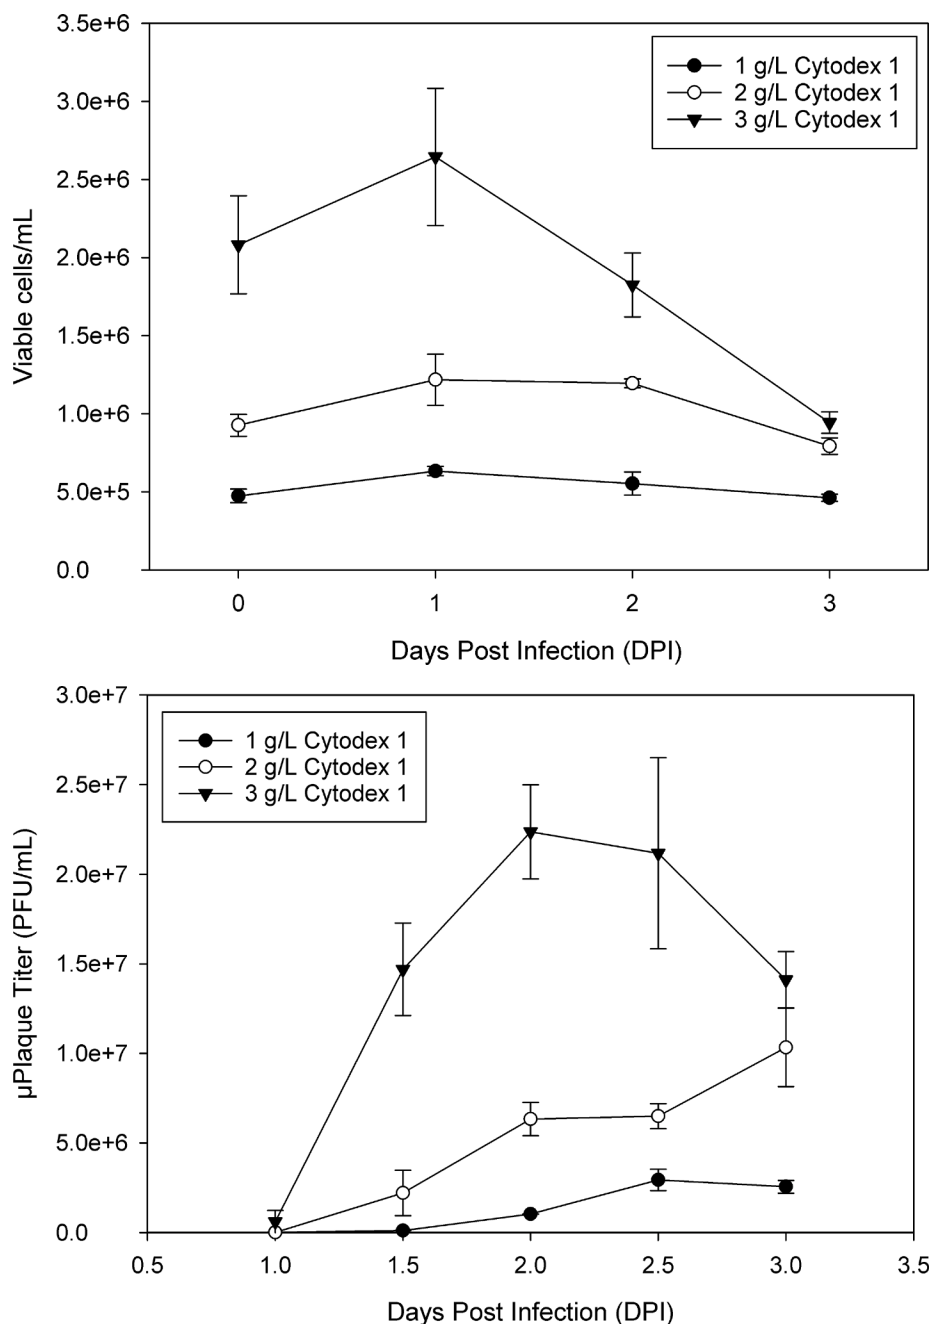 3.5e+6
3.0e+6
2.5e+6
2.0e+6
1.5e+6
1.0e+6
5.0e+5
0.0
Viable cells/mL
1 g/L Cytodex 1
2 g/L Cytodex 1
3 g/L Cytodex 1
0 1 2 3
Days Post Infection (DPI)
3.0e+7
2.5e+7
2.0e+7
1.5e+7
1.0e+7
5.0e+6
0.0
µPlaque Titer (PFU/mL)
1 g/L Cytodex 1
2 g/L Cytodex 1
3 g/L Cytodex 1
0.5 1.0 1.5 2.0 2.5 3.0 3.5
Days Post Infection (DPI)